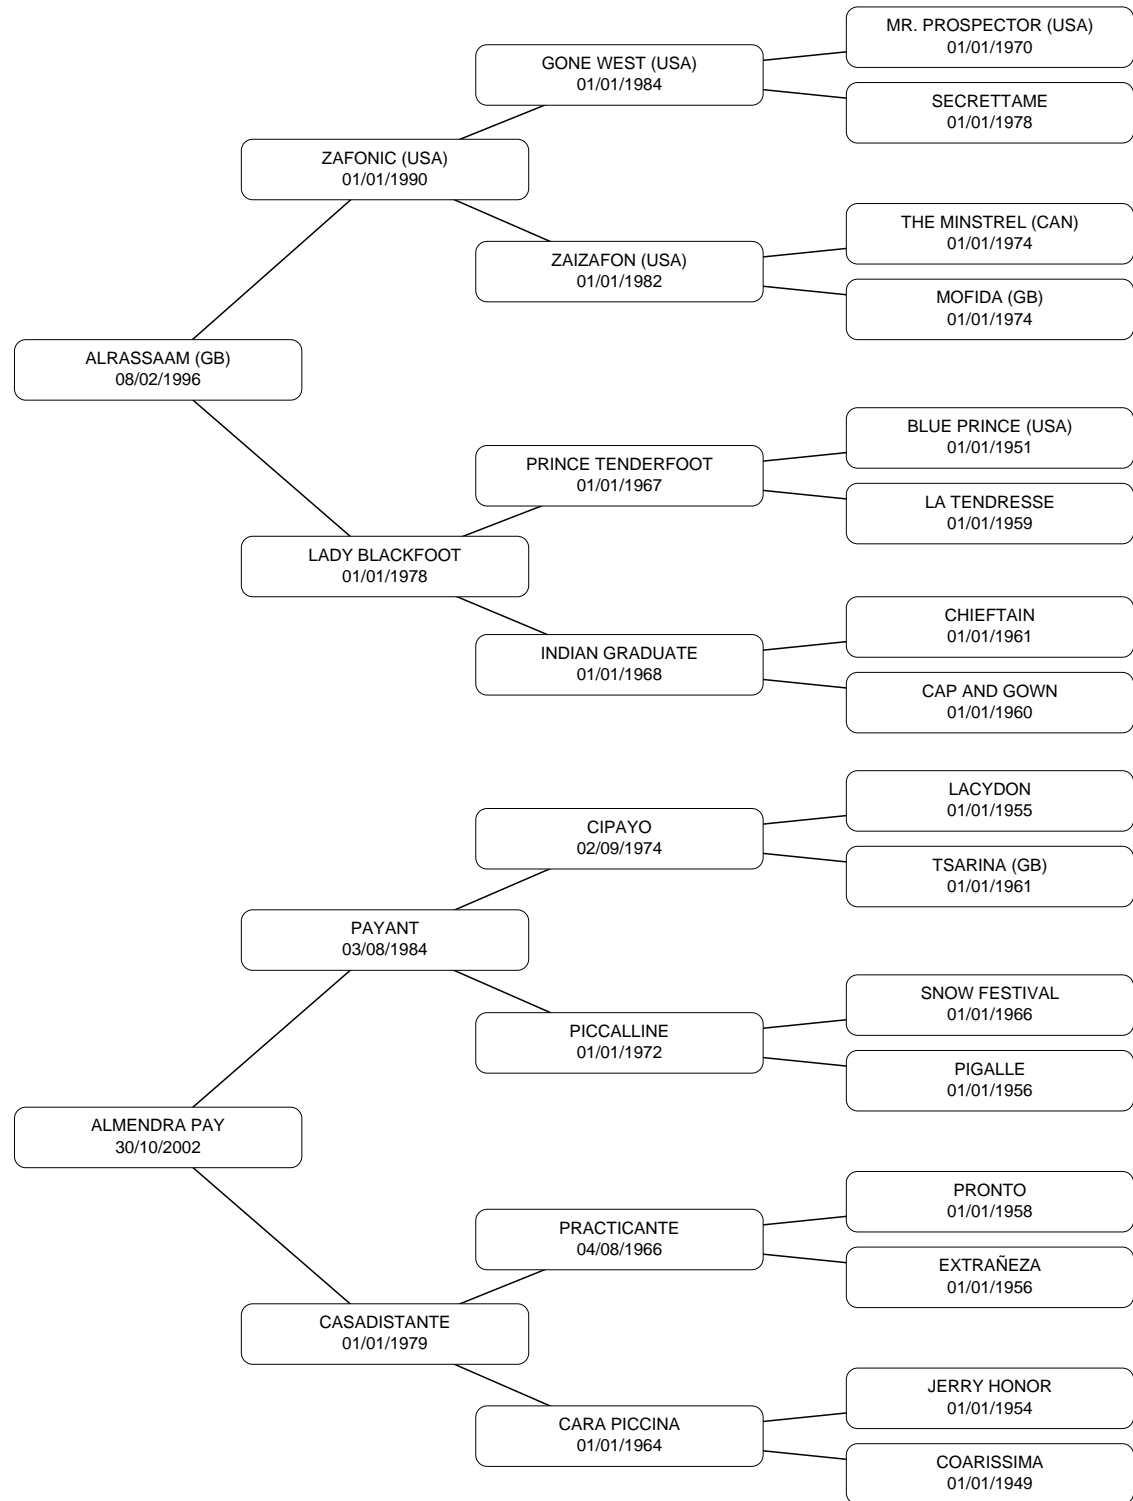 MR. PROSPECTOR (USA)
01/01/1970
GONE WEST (USA)
01/01/1984
SECRETTAME
01/01/1978
ZAFONIC (USA)
01/01/1990
THE MINSTREL (CAN)
01/01/1974
ZAIZAFON (USA)
01/01/1982
MOFIDA (GB)
01/01/1974
ALRASSAAM (GB)
08/02/1996
BLUE PRINCE (USA)
01/01/1951
PRINCE TENDERFOOT
01/01/1967
LA TENDRESSE
01/01/1959
LADY BLACKFOOT
01/01/1978
CHIEFTAIN
01/01/1961
INDIAN GRADUATE
01/01/1968
CAP AND GOWN
01/01/1960
LACYDON
01/01/1955
CIPAYO
02/09/1974
TSARINA (GB)
01/01/1961
PAYANT
03/08/1984
SNOW FESTIVAL
01/01/1966
PICCALLINE
01/01/1972
PIGALLE
01/01/1956
ALMENDRA PAY
30/10/2002
PRONTO
01/01/1958
PRACTICANTE
04/08/1966
EXTRAÑEZA
01/01/1956
CASADISTANTE
01/01/1979
JERRY HONOR
01/01/1954
CARA PICCINA
01/01/1964
COARISSIMA
01/01/1949